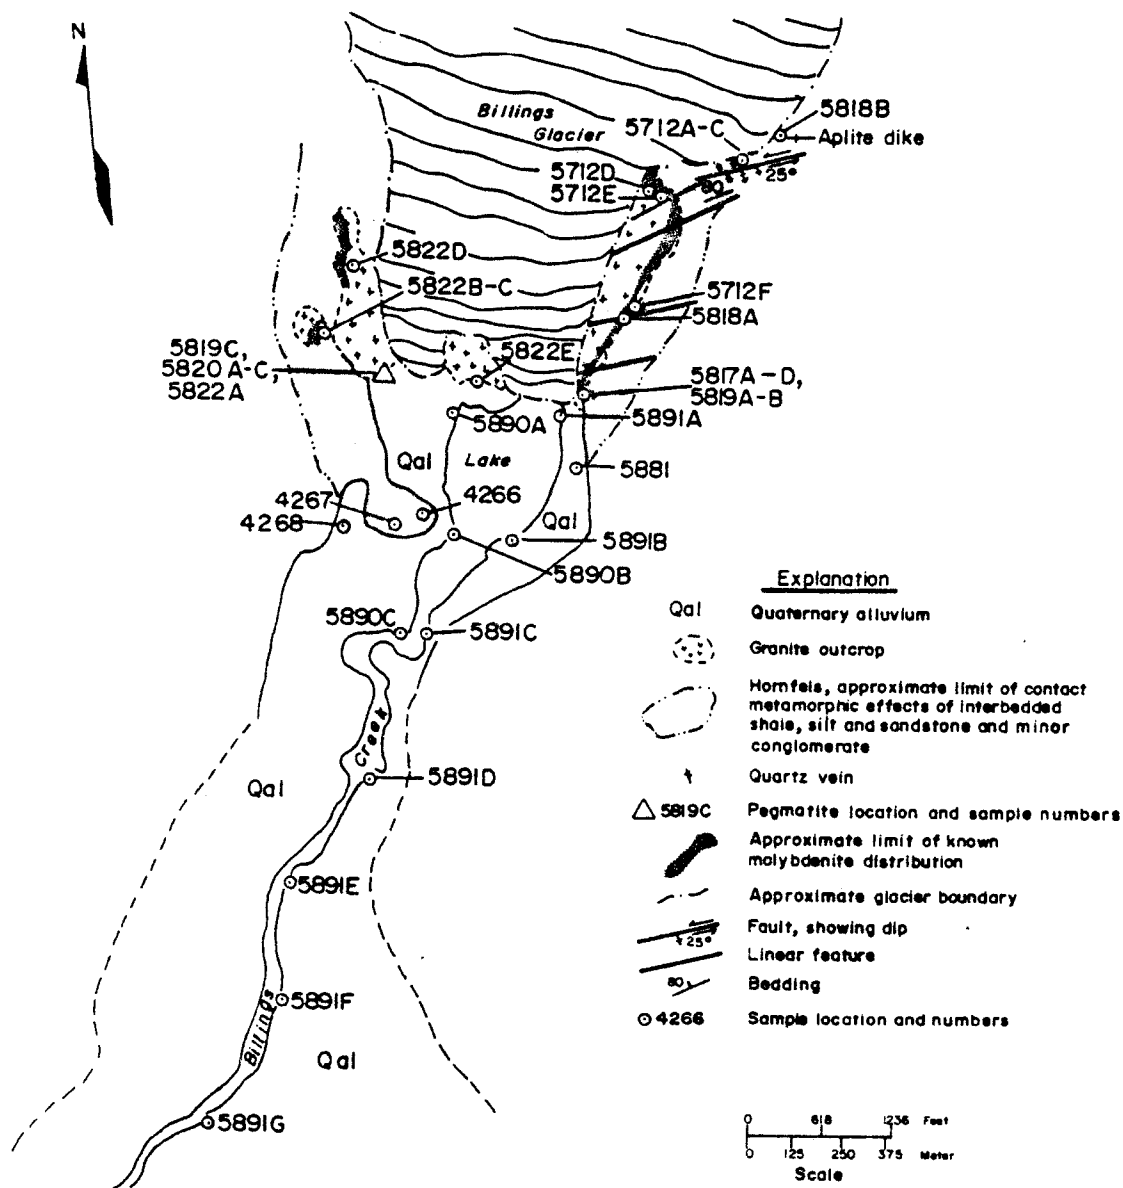 N
Billings
Glacier
5818B
Aplite dike
5712A-C
25°
80
5712D
5712E
5822D
5822B-C
5712F
5818A
5819C,
5820A-C,
5822A
5822E
5817A-D,
5819A-B
5890A
5891A
Qal
Lake
5881
4267
4266
4268
Qal
5891B
5890B
5890C
5891C
Creek
5891D
Qal
5891E
5891F
Billings
Qal
5891G
Explanation
Qal Quaternary alluvium
Granite outcrop
Hornfels, approximate limit of contact
metamorphic effects of interbedded
shale, silt and sandstone and minor
conglomerate
Quartz vein
5819C Pegmatite location and sample numbers
Approximate limit of known
molybdenite distribution
Approximate glacier boundary
25° Fault, showing dip
Linear feature
80 Bedding
4266 Sample location and numbers
0 618 1236 Feet
0 125 250 375 Meter
Scale